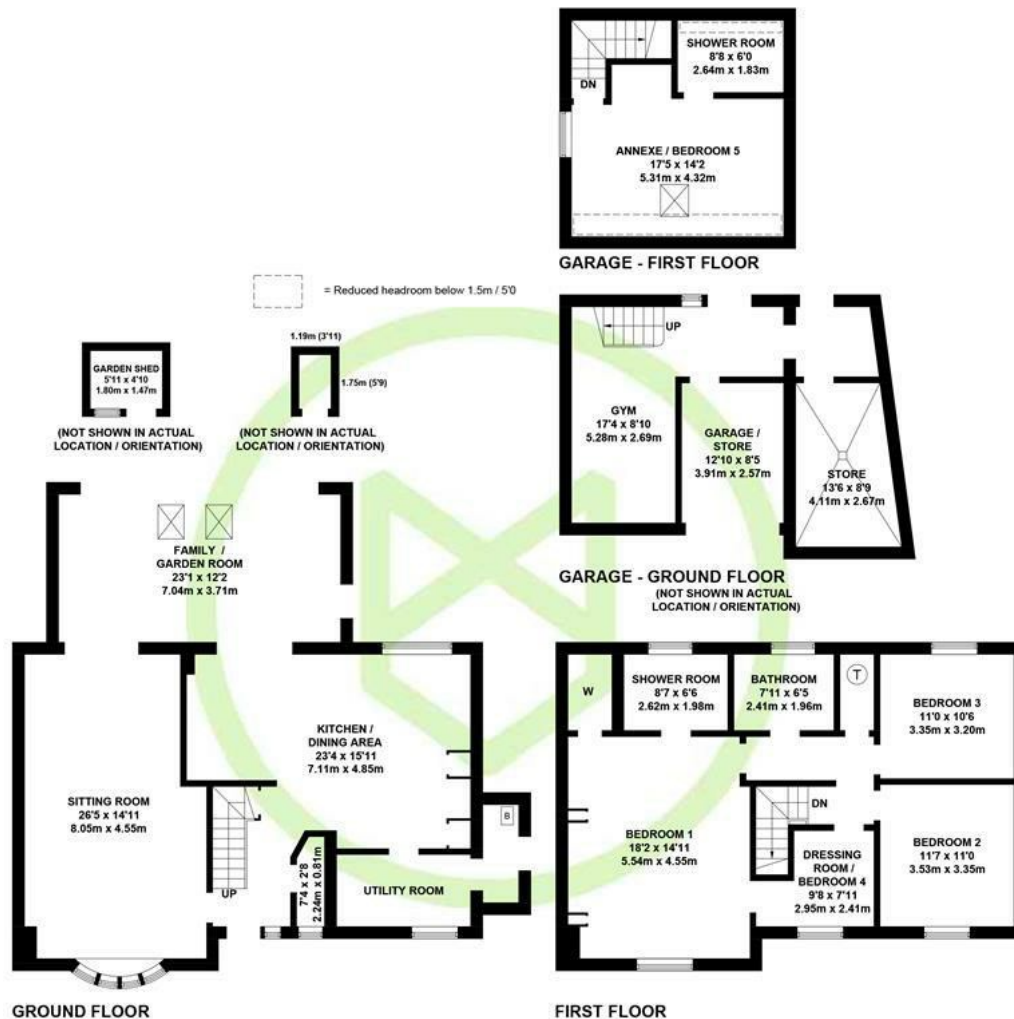 SHOWER ROOM
8'8 x 6'0
2.64m x 1.83m
DN
ANNEXE / BEDROOM 5
17'5 x 14'2
5.31m x 4.32m
GARAGE - FIRST FLOOR
= Reduced headroom below 1.5m / 5'0
1.19m (3'11)
1.75m (5'9)
GARDEN SHED
5'11 x 4'10
1.80m x 1.47m
(NOT SHOWN IN ACTUAL
LOCATION / ORIENTATION)
(NOT SHOWN IN ACTUAL
LOCATION / ORIENTATION)
UP
GYM
17'4 x 8'10
5.28m x 2.69m
GARAGE /
STORE
12'10 x 8'5
3.91m x 2.57m
STORE
13'6 x 8'9
4.11m x 2.67m
GARAGE - GROUND FLOOR
(NOT SHOWN IN ACTUAL
LOCATION / ORIENTATION)
FAMILY /
GARDEN ROOM
23'1 x 12'2
7.04m x 3.71m
KITCHEN /
DINING AREA
23'4 x 15'11
7.11m x 4.85m
SITTING ROOM
26'5 x 14'11
8.05m x 4.55m
UP
7'4 x 2'8
2.24m x 0.81m
UTILITY ROOM
B
GROUND FLOOR
W
SHOWER ROOM
8'7 x 6'6
2.62m x 1.98m
BATHROOM
7'11 x 6'5
2.41m x 1.96m
T
BEDROOM 3
11'0 x 10'6
3.35m x 3.20m
BEDROOM 1
18'2 x 14'11
5.54m x 4.55m
DN
DRESSING
ROOM /
BEDROOM 4
9'8 x 7'11
2.95m x 2.41m
BEDROOM 2
11'7 x 11'0
3.53m x 3.35m
FIRST FLOOR